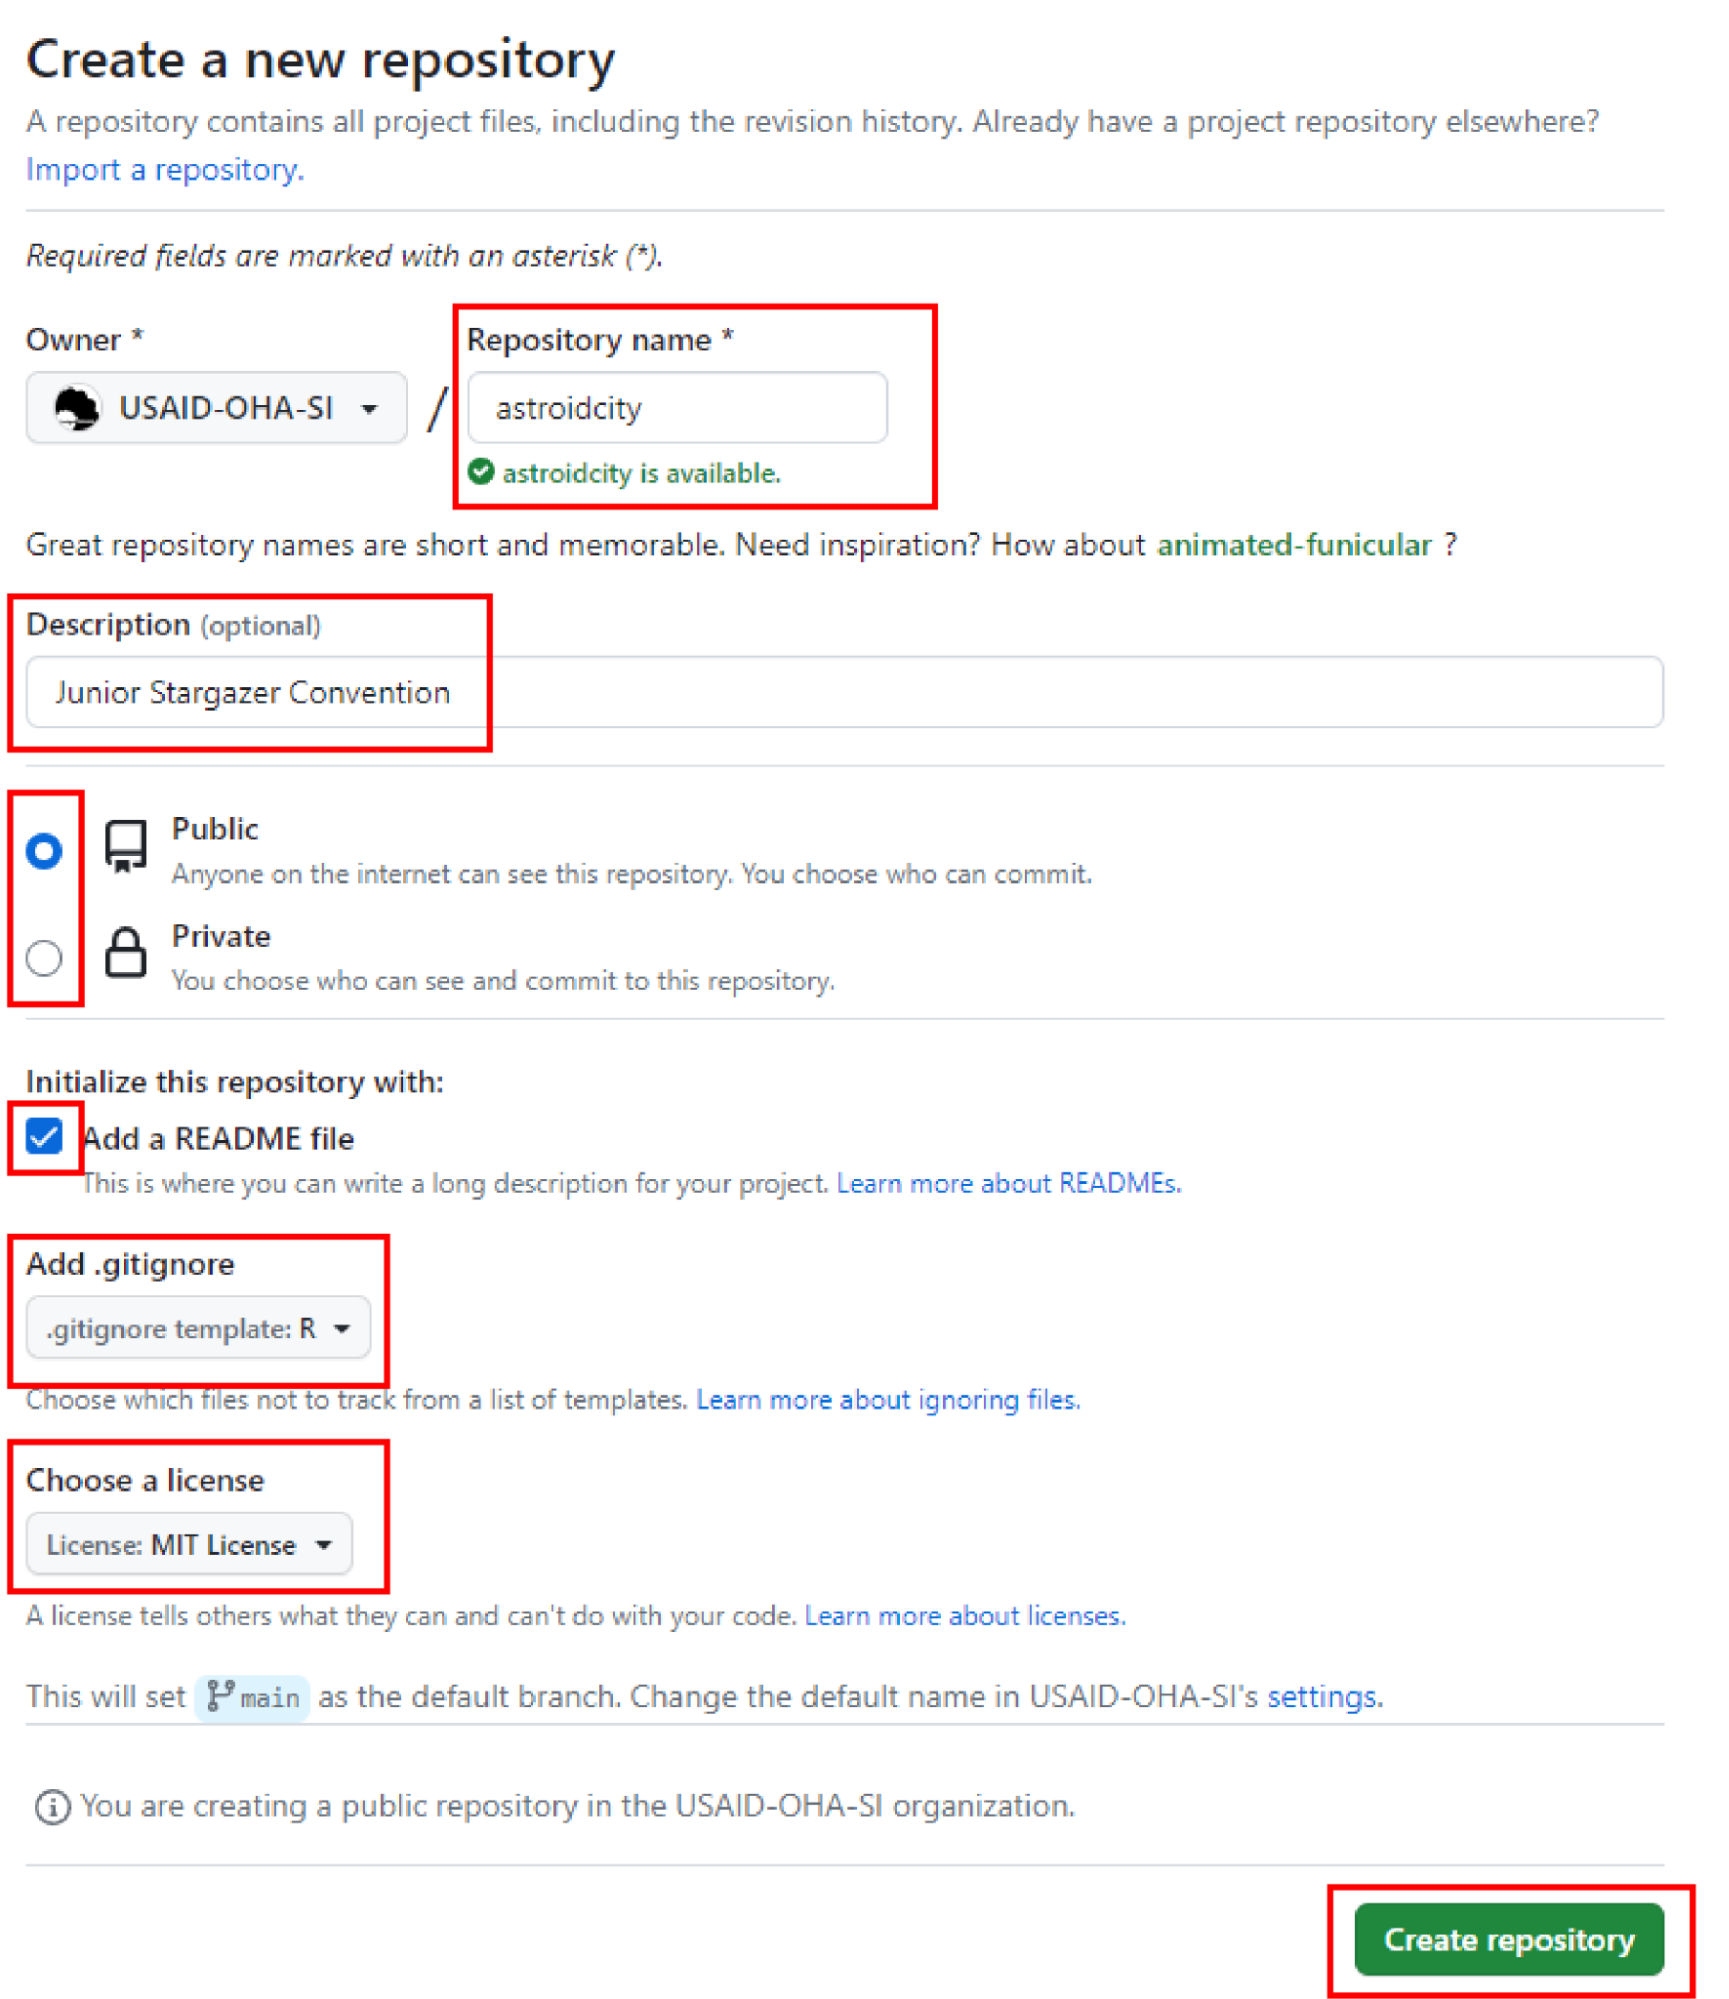 Create a new repository
A repository contains all project files, including the revision history. Already have a project repository elsewhere?
Import a repository.
Required fields are marked with an asterisk (*).
Owner *
Repository name *
USAID-OHA-SI / astroidcity
astroidcity is available.
Great repository names are short and memorable. Need inspiration? How about animated-funicular ?
Description (optional)
Junior Stargazer Convention
Public
Anyone on the internet can see this repository. You choose who can commit.
Private
You choose who can see and commit to this repository.
Initialize this repository with:
Add a README file
This is where you can write a long description for your project. Learn more about READMEs.
Add .gitignore
.gitignore template: R
Choose which files not to track from a list of templates. Learn more about ignoring files.
Choose a license
License: MIT License
A license tells others what they can and can't do with your code. Learn more about licenses.
This will set main as the default branch. Change the default name in USAID-OHA-SI's settings.
You are creating a public repository in the USAID-OHA-SI organization.
Create repository